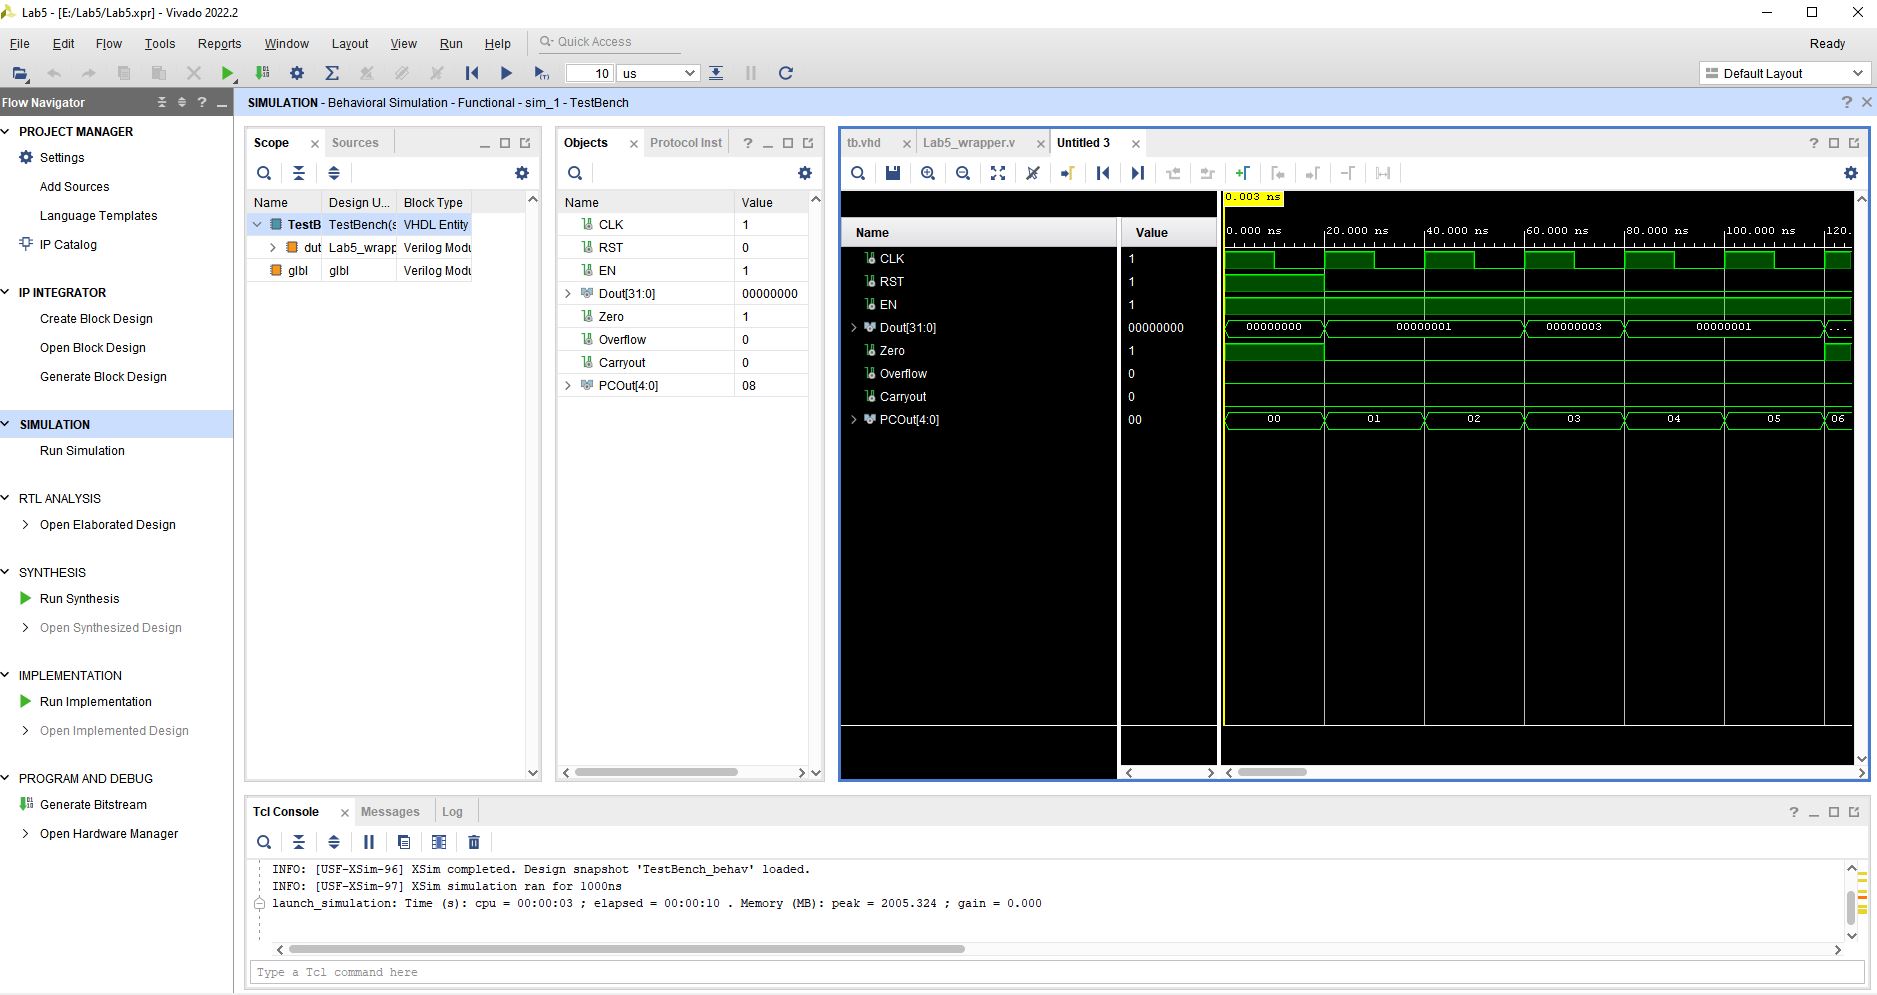 Lab5 - [E:/Lab5/Lab5.xpr] - Vivado 2022.2
File Edit Flow Tools Reports Window Layout View Run Help Quick Access Ready
10 us Default Layout
Flow Navigator
SIMULATION - Behavioral Simulation - Functional - sim_1 - TestBench
PROJECT MANAGER
Settings
Add Sources
Language Templates
IP Catalog
IP INTEGRATOR
Create Block Design
Open Block Design
Generate Block Design
SIMULATION
Run Simulation
RTL ANALYSIS
Open Elaborated Design
SYNTHESIS
Run Synthesis
Open Synthesized Design
IMPLEMENTATION
Run Implementation
Open Implemented Design
PROGRAM AND DEBUG
Generate Bitstream
Open Hardware Manager
Scope Sources
Name Design U... Block Type
TestB TestBench(s VHDL Entity
dut Lab5_wrapp Verilog Modu
glbl glbl Verilog Modu
Objects Protocol Inst
Name Value
CLK 1
RST 0
EN 1
Dout[31:0] 00000000
Zero 1
Overflow 0
Carryout 0
PCOut[4:0] 08
tb.vhd Lab5_wrapper.v Untitled 3
0.003 ns
Name Value
0.000 ns 20.000 ns 40.000 ns 60.000 ns 80.000 ns 100.000 ns 120.
CLK 1
RST 1
EN 1
Dout[31:0] 00000000 00000000 00000001 00000003 00000001 ...
Zero 1
Overflow 0
Carryout 0
PCOut[4:0] 00 00 01 02 03 04 05 06
Tcl Console Messages Log
INFO: [USF-XSim-96] XSim completed. Design snapshot 'TestBench_behav' loaded.
INFO: [USF-XSim-97] XSim simulation ran for 1000ns
launch_simulation: Time (s): cpu = 00:00:03 ; elapsed = 00:00:10 . Memory (MB): peak = 2005.324 ; gain = 0.000
Type a Tcl command here